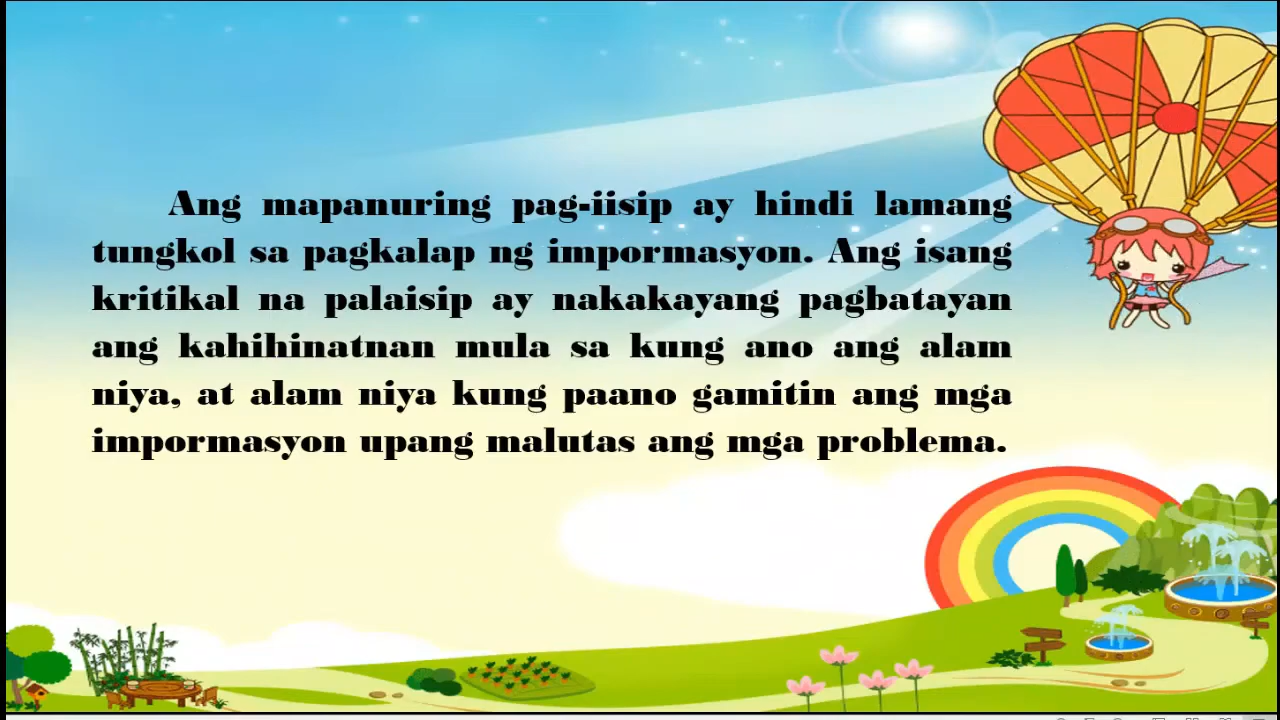 Ang mapanuring pag-iisip ay hindi lamang
tungkol sa pagkalap ng impormasyon. Ang isang
kritikal na palaisip ay nakakayang pagbatayan
ang kahihinatnan mula sa kung ano ang alam
niya, at alam niya kung paano gamitin ang mga
impormasyon upang malutas ang mga problema.